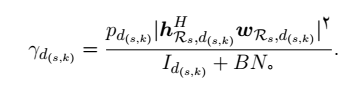 γ_{d_{(s,k)}} = \frac{p_{d_{(s,k)}}|\boldsymbol{h}^{H}_{\mathcal{R}_s,d_{(s,k)}}\boldsymbol{w}_{\mathcal{R}_s,d_{(s,k)}}|^{۲}}{I_{d_{(s,k)}} + BN_{۰}}.